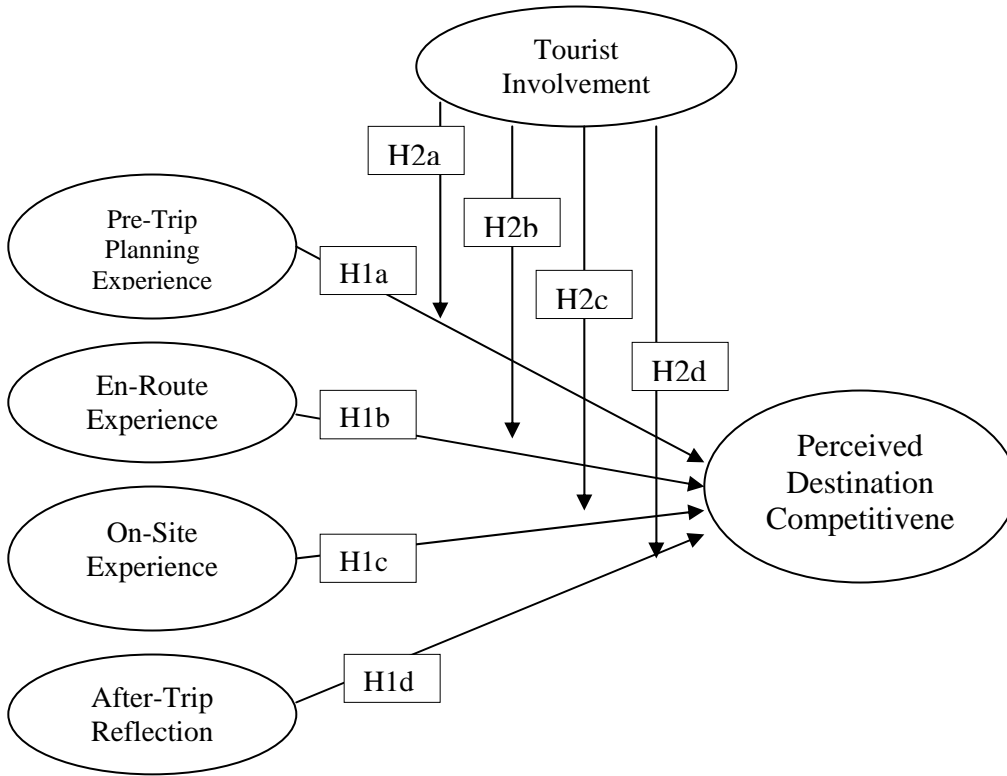 Tourist
Involvement
H2a
Pre-Trip
Planning
Experience
H2b
H1a
H2c
En-Route
Experience
H2d
H1b
Perceived
Destination
Competitivene
On-Site
Experience
H1c
After-Trip
Reflection
H1d